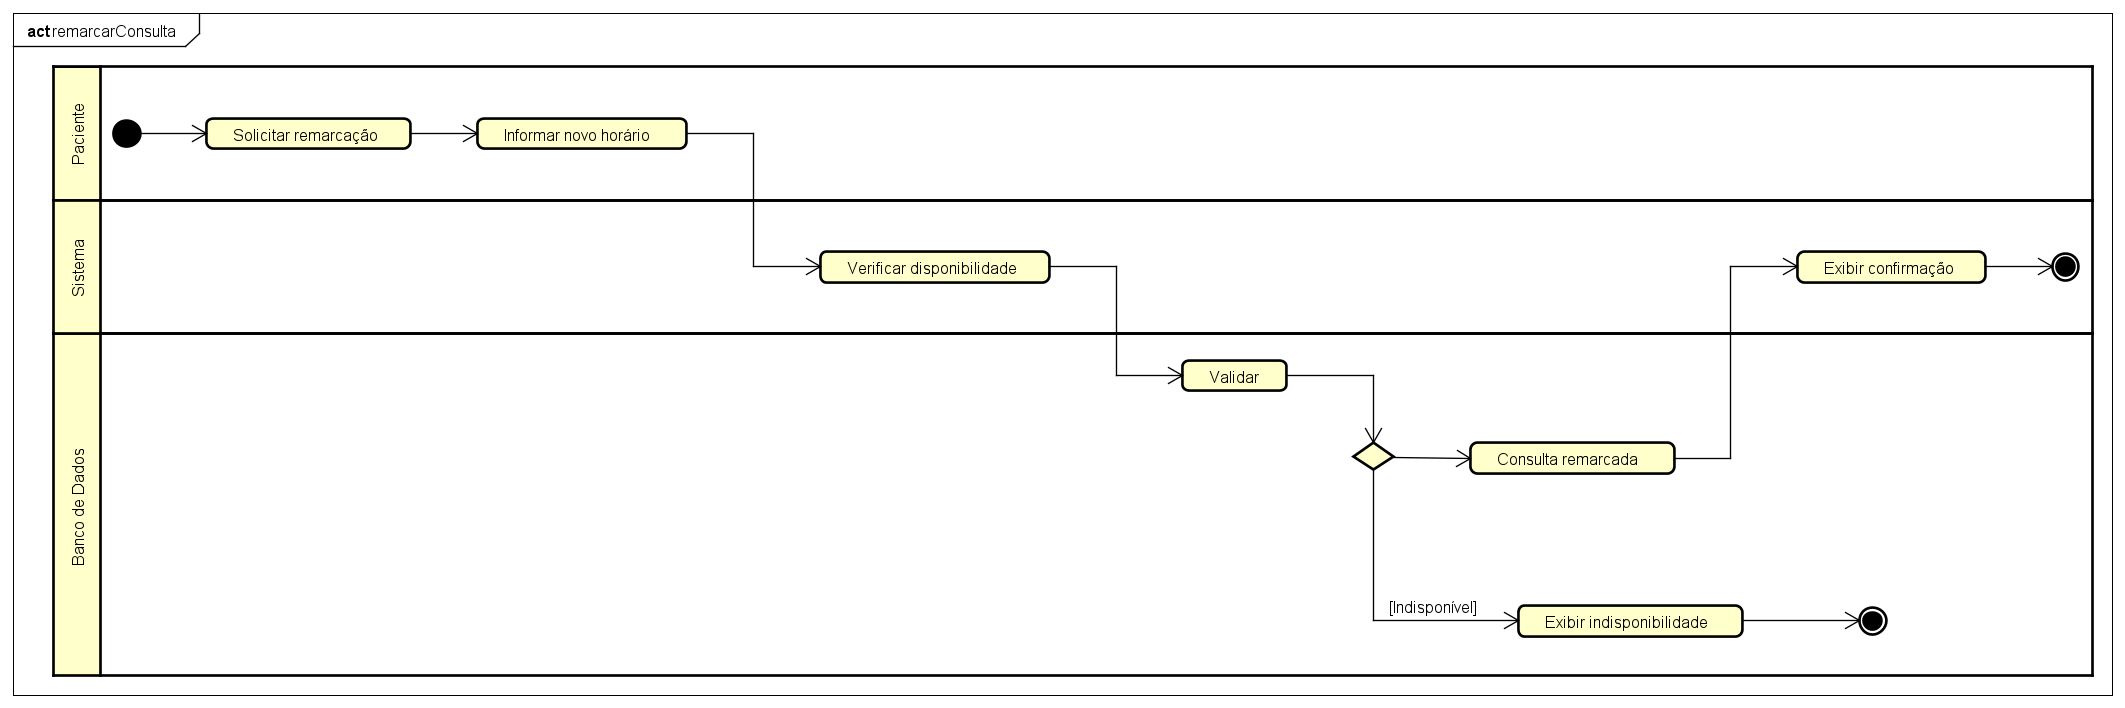 act remarcarConsulta
Paciente
Solicitar remarcação
Informar novo horário
Sistema
Verificar disponibilidade
Exibir confirmação
Banco de Dados
Validar
Consulta remarcada
[Indisponível]
Exibir indisponibilidade